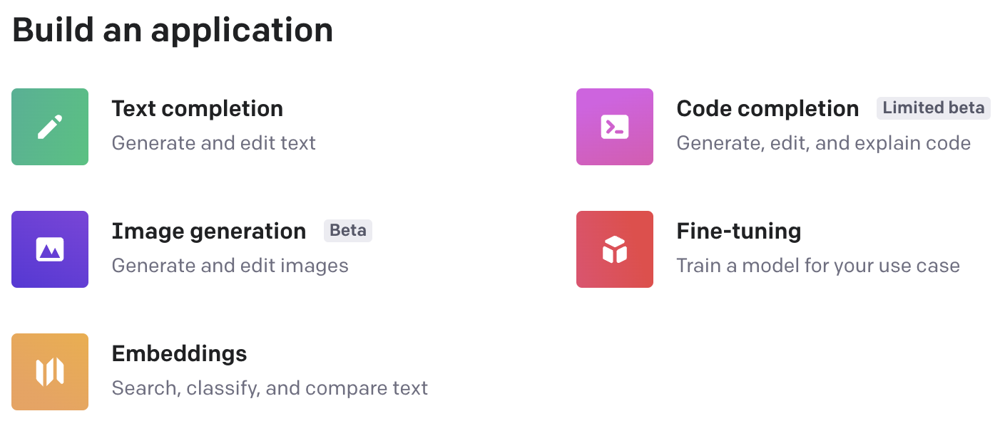 Build an application
Text completion
Generate and edit text
Code completion Limited beta
Generate, edit, and explain code
Image generation Beta
Generate and edit images
Fine-tuning
Train a model for your use case
Embeddings
Search, classify, and compare text